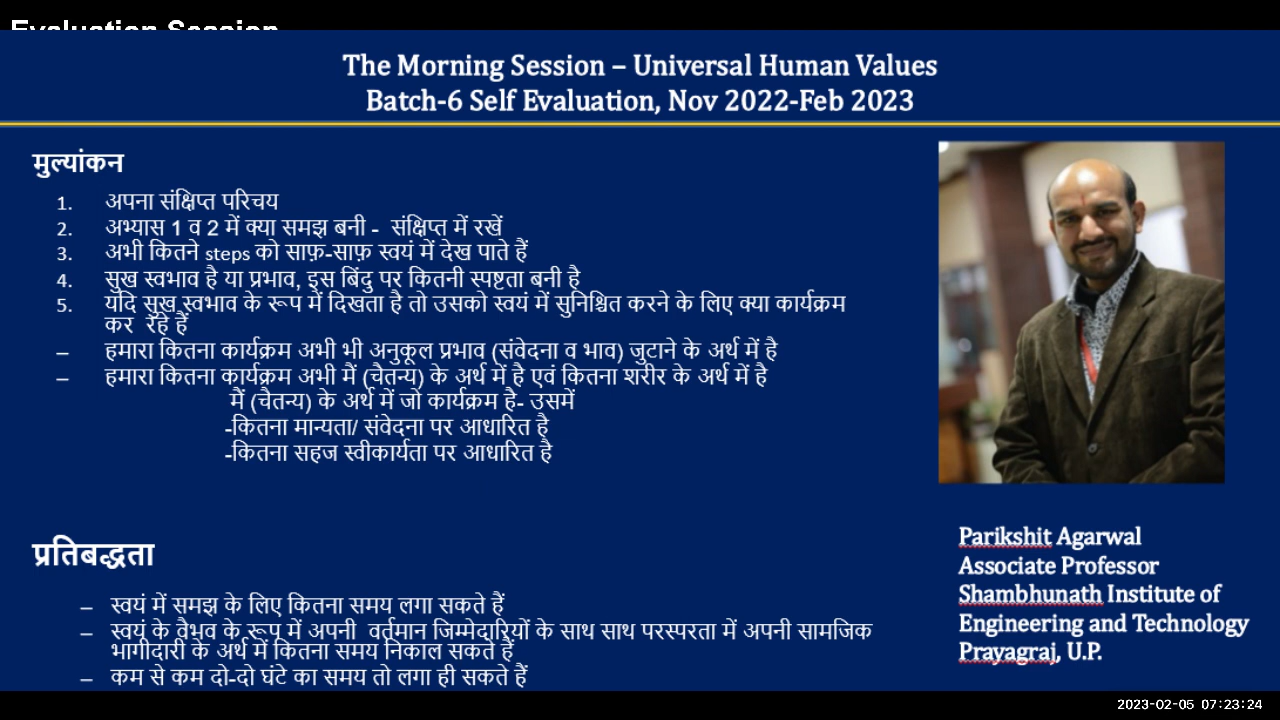 Evaluation Session
The Morning Session – Universal Human Values
Batch-6 Self Evaluation, Nov 2022-Feb 2023
मुल्यांकन
1. अपना संक्षिप्त परिचय
2. अभ्यास 1 व 2 में क्या समझ बनी - संक्षिप्त में रखें
3. अभी कितने steps को साफ़-साफ़ स्वयं में देख पाते हैं
4. सुख स्वभाव है या प्रभाव, इस बिंदु पर कितनी स्पष्टता बनी है
5. यदि सुख स्वभाव के रूप में दिखता है तो उसको स्वयं में सुनिश्चित करने के लिए क्या कार्यक्रम
कर रहे हैं
– हमारा कितना कार्यक्रम अभी भी अनुकूल प्रभाव (संवेदना व भाव) जुटाने के अर्थ में है
– हमारा कितना कार्यक्रम अभी मैं (चैतन्य) के अर्थ में है एवं कितना शरीर के अर्थ में है
मैं (चैतन्य) के अर्थ में जो कार्यक्रम है- उसमें
-कितना मान्यता/ संवेदना पर आधारित है
-कितना सहज स्वीकार्यता पर आधारित है
प्रतिबद्धता
– स्वयं में समझ के लिए कितना समय लगा सकते हैं
– स्वयं के वैभव के रूप में अपनी वर्तमान जिम्मेदारियों के साथ साथ परस्परता में अपनी सामजिक
भागीदारी के अर्थ में कितना समय निकाल सकते हैं
– कम से कम दो-दो घंटे का समय तो लगा ही सकते हैं
Parikshit Agarwal
Associate Professor
Shambhunath Institute of
Engineering and Technology
Prayagraj, U.P.
2023-02-05 07:23:24